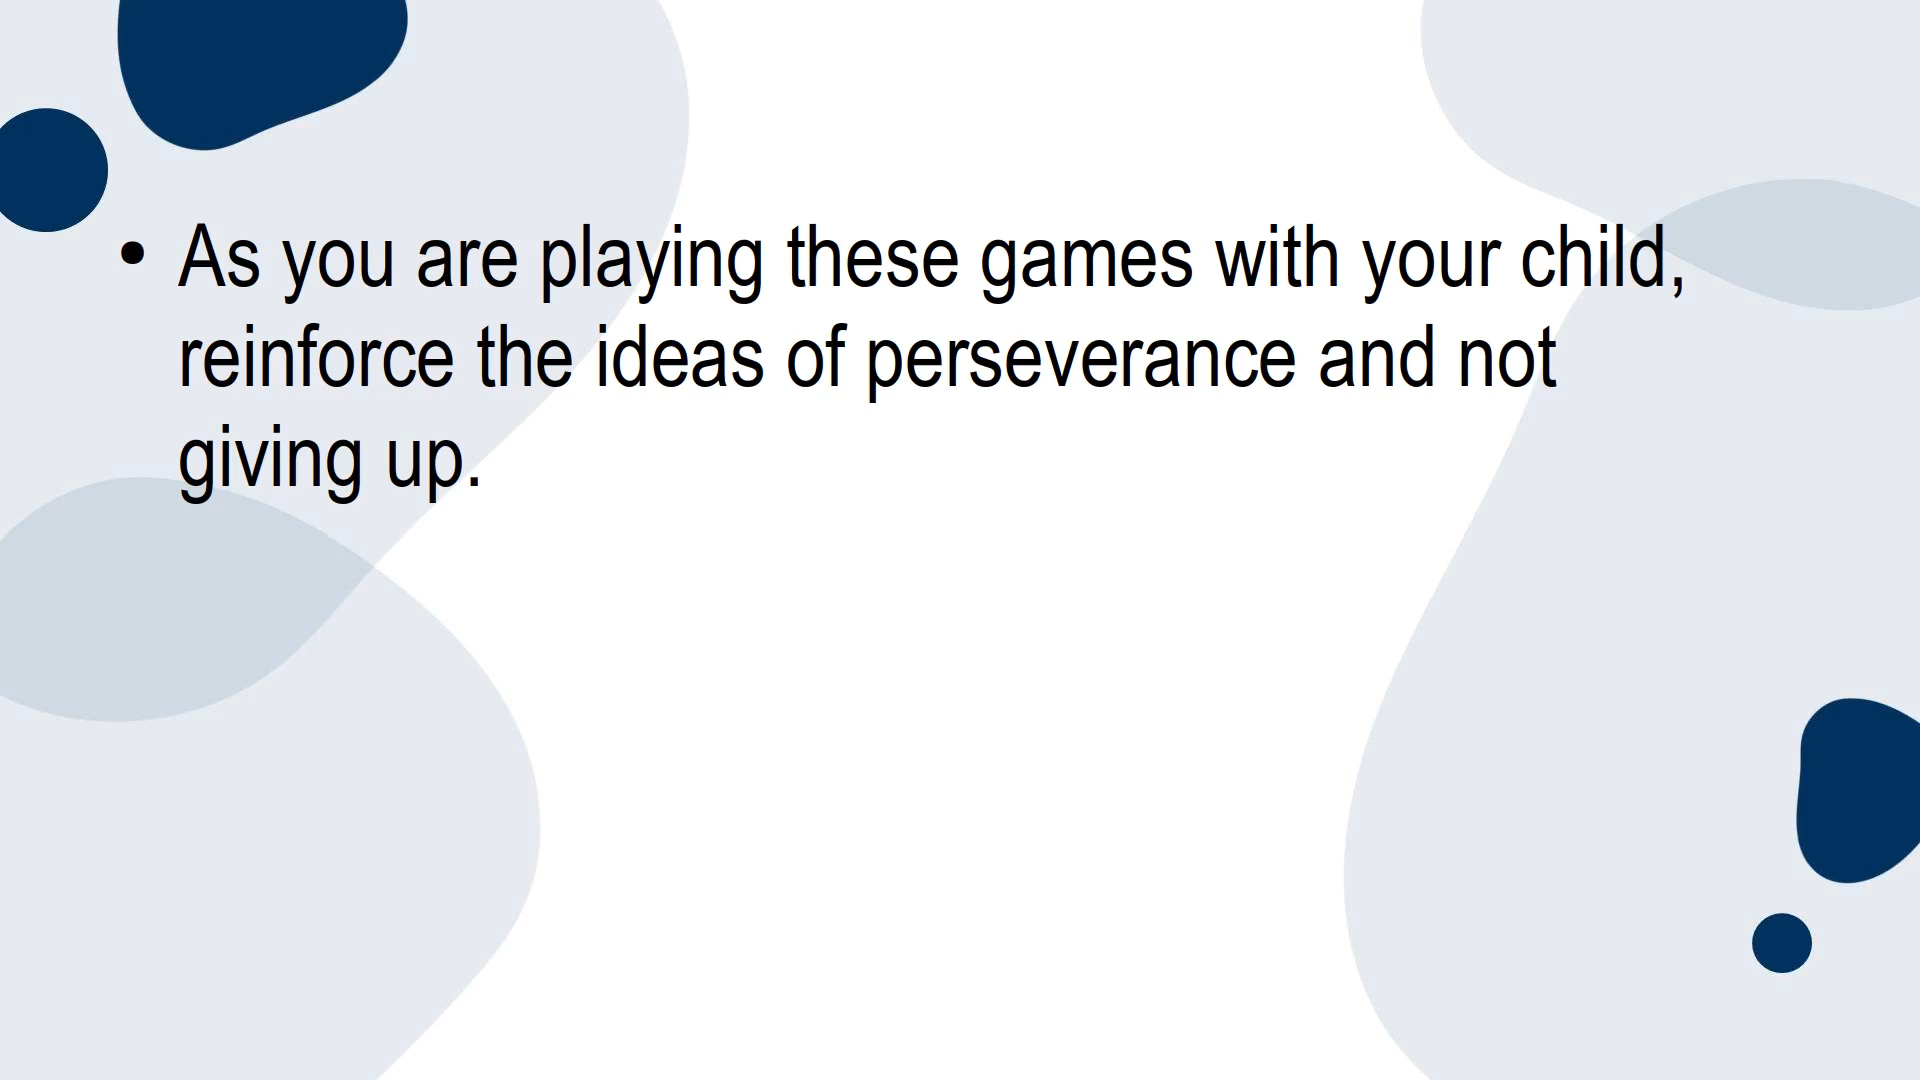 • As you are playing these games with your child,
reinforce the ideas of perseverance and not
giving up.